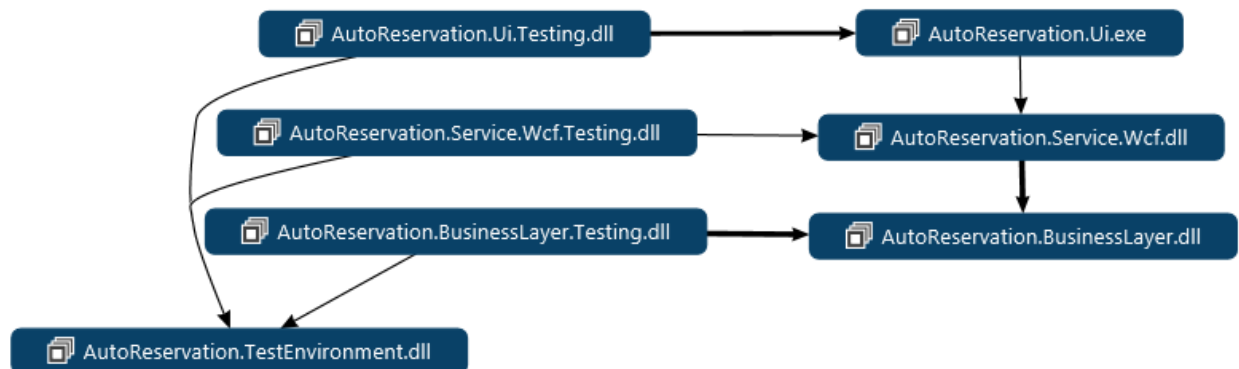 AutoReservation.Ui.Testing.dll
AutoReservation.Ui.exe
AutoReservation.Service.Wcf.Testing.dll
AutoReservation.Service.Wcf.dll
AutoReservation.BusinessLayer.Testing.dll
AutoReservation.BusinessLayer.dll
AutoReservation.TestEnvironment.dll